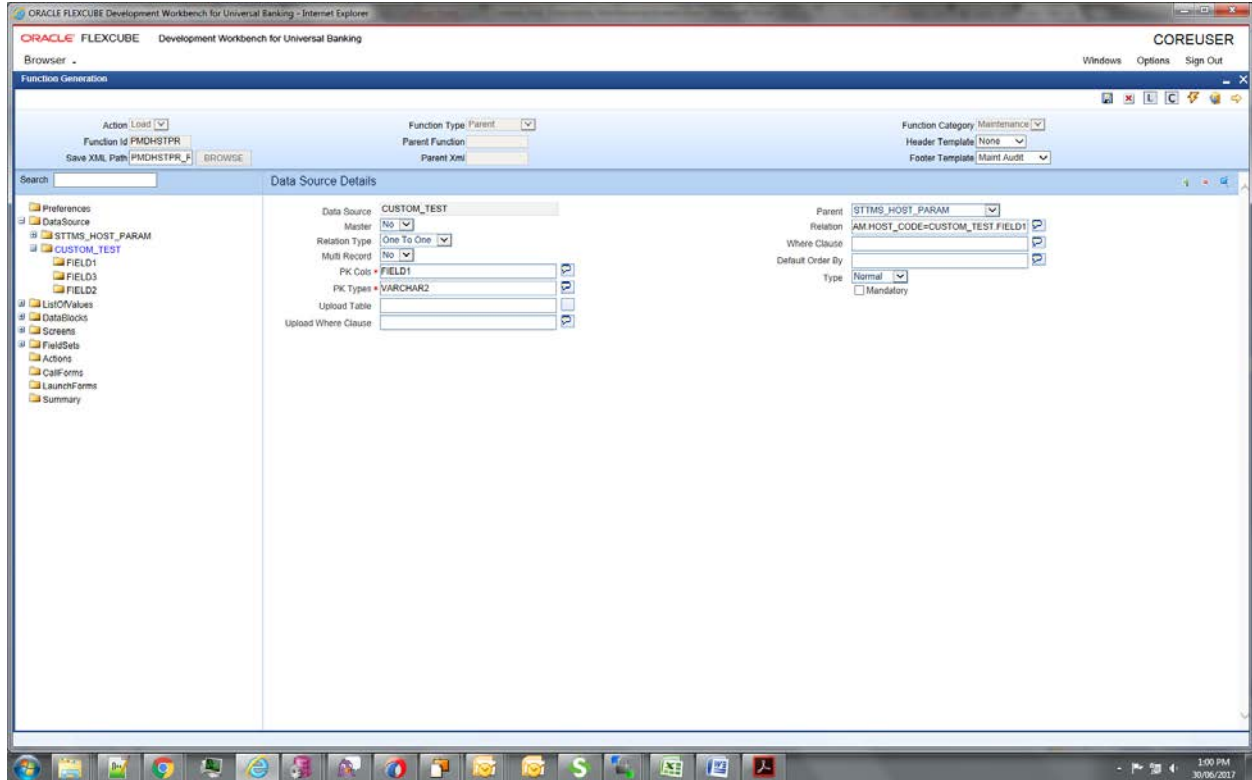 ORACLE FLEXCUBE Development Workbench for Universal Banking - Internet Explorer
ORACLE FLEXCUBE Development Workbench for Universal Banking
COREUSER
Browser
Windows Options Sign Out
Function Generation
Action Load
Function Type Parent
Function Category Maintenance
Function Id PMDHSTPR
Parent Function
Header Template None
Save XML Path PMDHSTPR_F BROWSE
Parent Xml
Footer Template Maint Audit
Search
Data Source Details
Preferences
DataSource
STTMS_HOST_PARAM
CUSTOM_TEST
FIELD1
FIELD3
FIELD2
ListOfValues
DataBlocks
Screens
FieldSets
Actions
CallForms
LaunchForms
Summary
Data Source CUSTOM_TEST
Master No
Relation Type One To One
Multi Record No
PK Cols * FIELD1
PK Types * VARCHAR2
Upload Table
Upload Where Clause
Parent STTMS_HOST_PARAM
Relation AM.HOST_CODE=CUSTOM_TEST.FIELD1
Where Clause
Default Order By
Type Normal
Mandatory
1:00 PM
30/06/2017